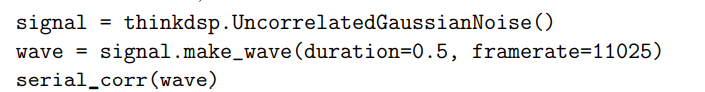 signal = thinkdsp.UncorrelatedGaussianNoise()
wave = signal.make_wave(duration=0.5, framerate=11025)
serial_corr(wave)